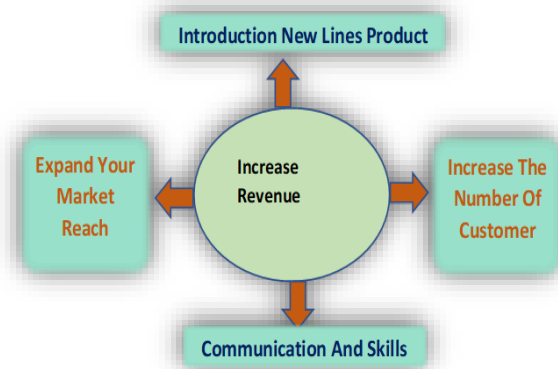 Introduction New Lines Product
Expand Your
Market
Reach
Increase
Revenue
Increase The
Number Of
Customer
Communication And Skills